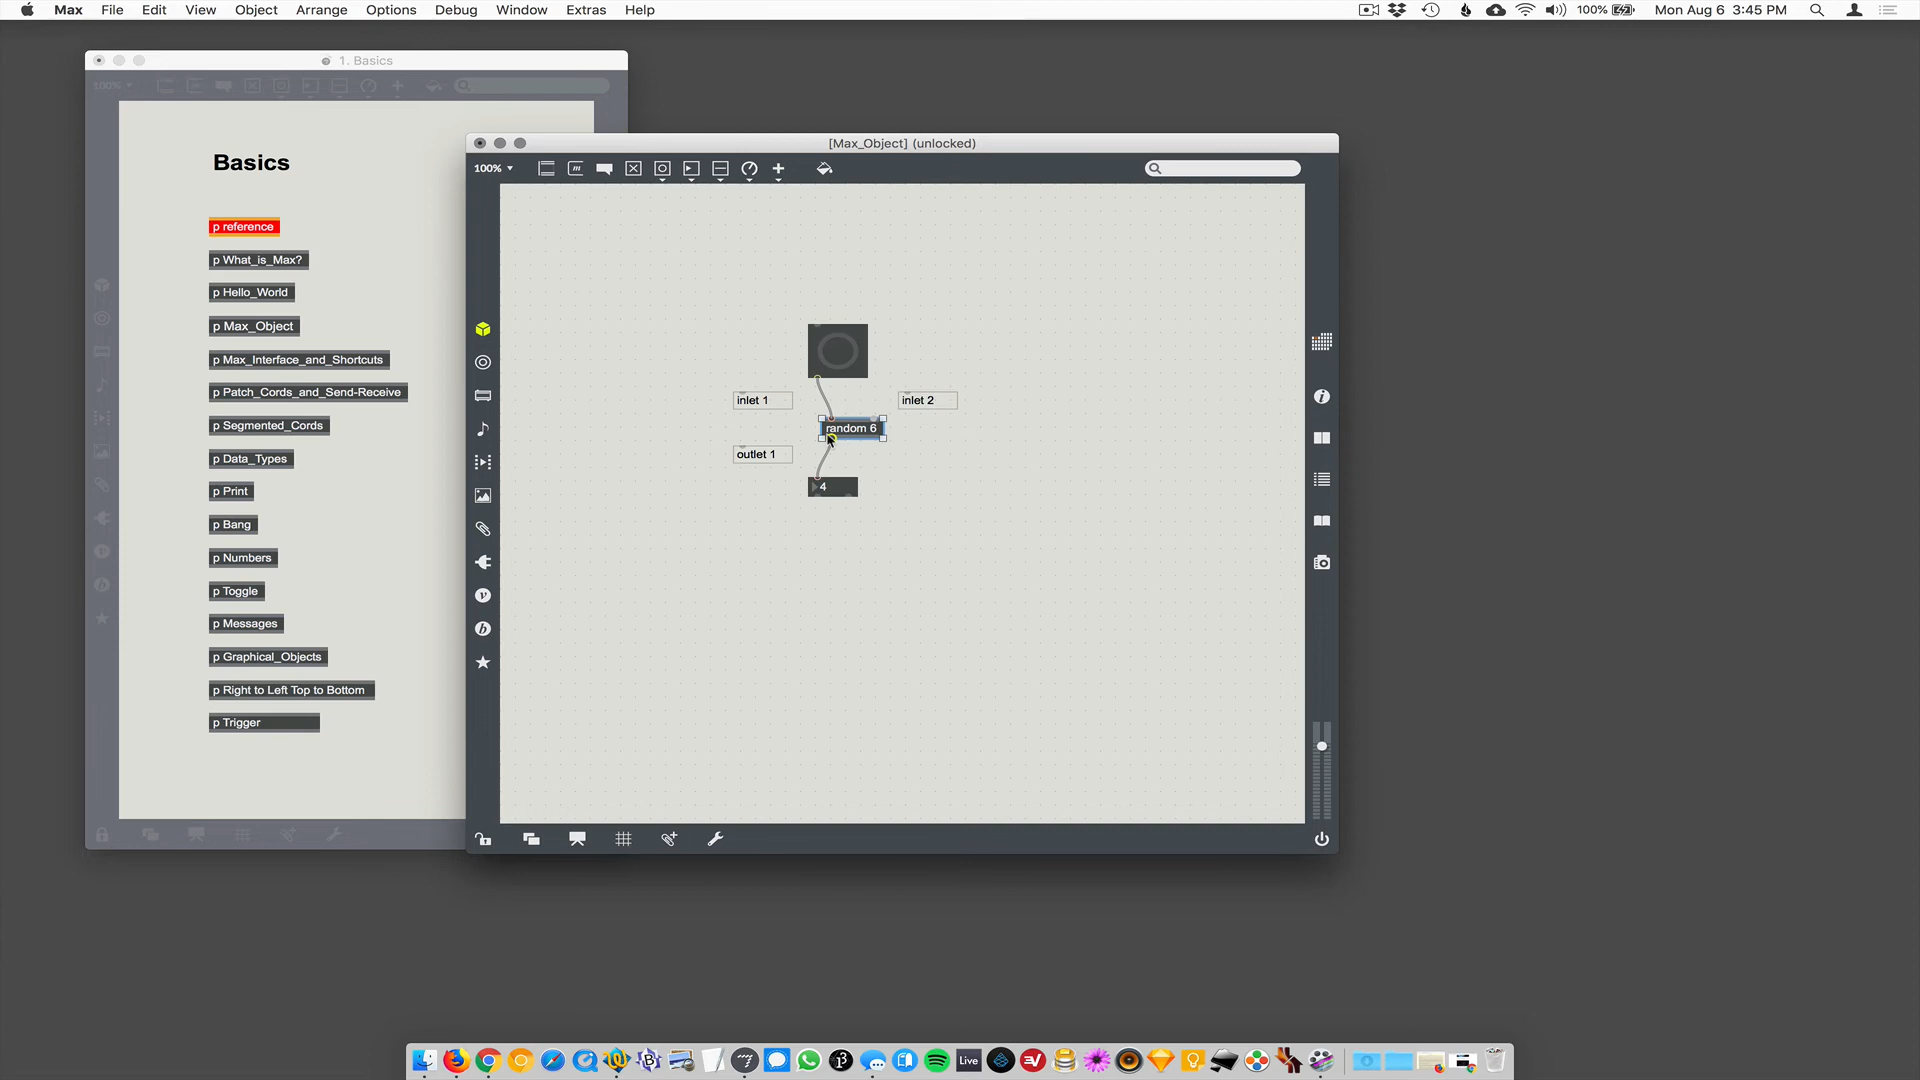 Max File Edit View Object Arrange Options Debug Window Extras Help
100% Mon Aug 6 3:45 PM
1. Basics
100%
Basics
p reference
p What_is_Max?
p Hello_World
p Max_Object
p Max_Interface_and_Shortcuts
p Patch_Cords_and_Send-Receive
p Segmented_Cords
p Data_Types
p Print
p Bang
p Numbers
p Toggle
p Messages
p Graphical_Objects
p Right to Left Top to Bottom
p Trigger
[Max_Object] (unlocked)
100%
inlet 1
inlet 2
random 6
outlet 1
4
Live